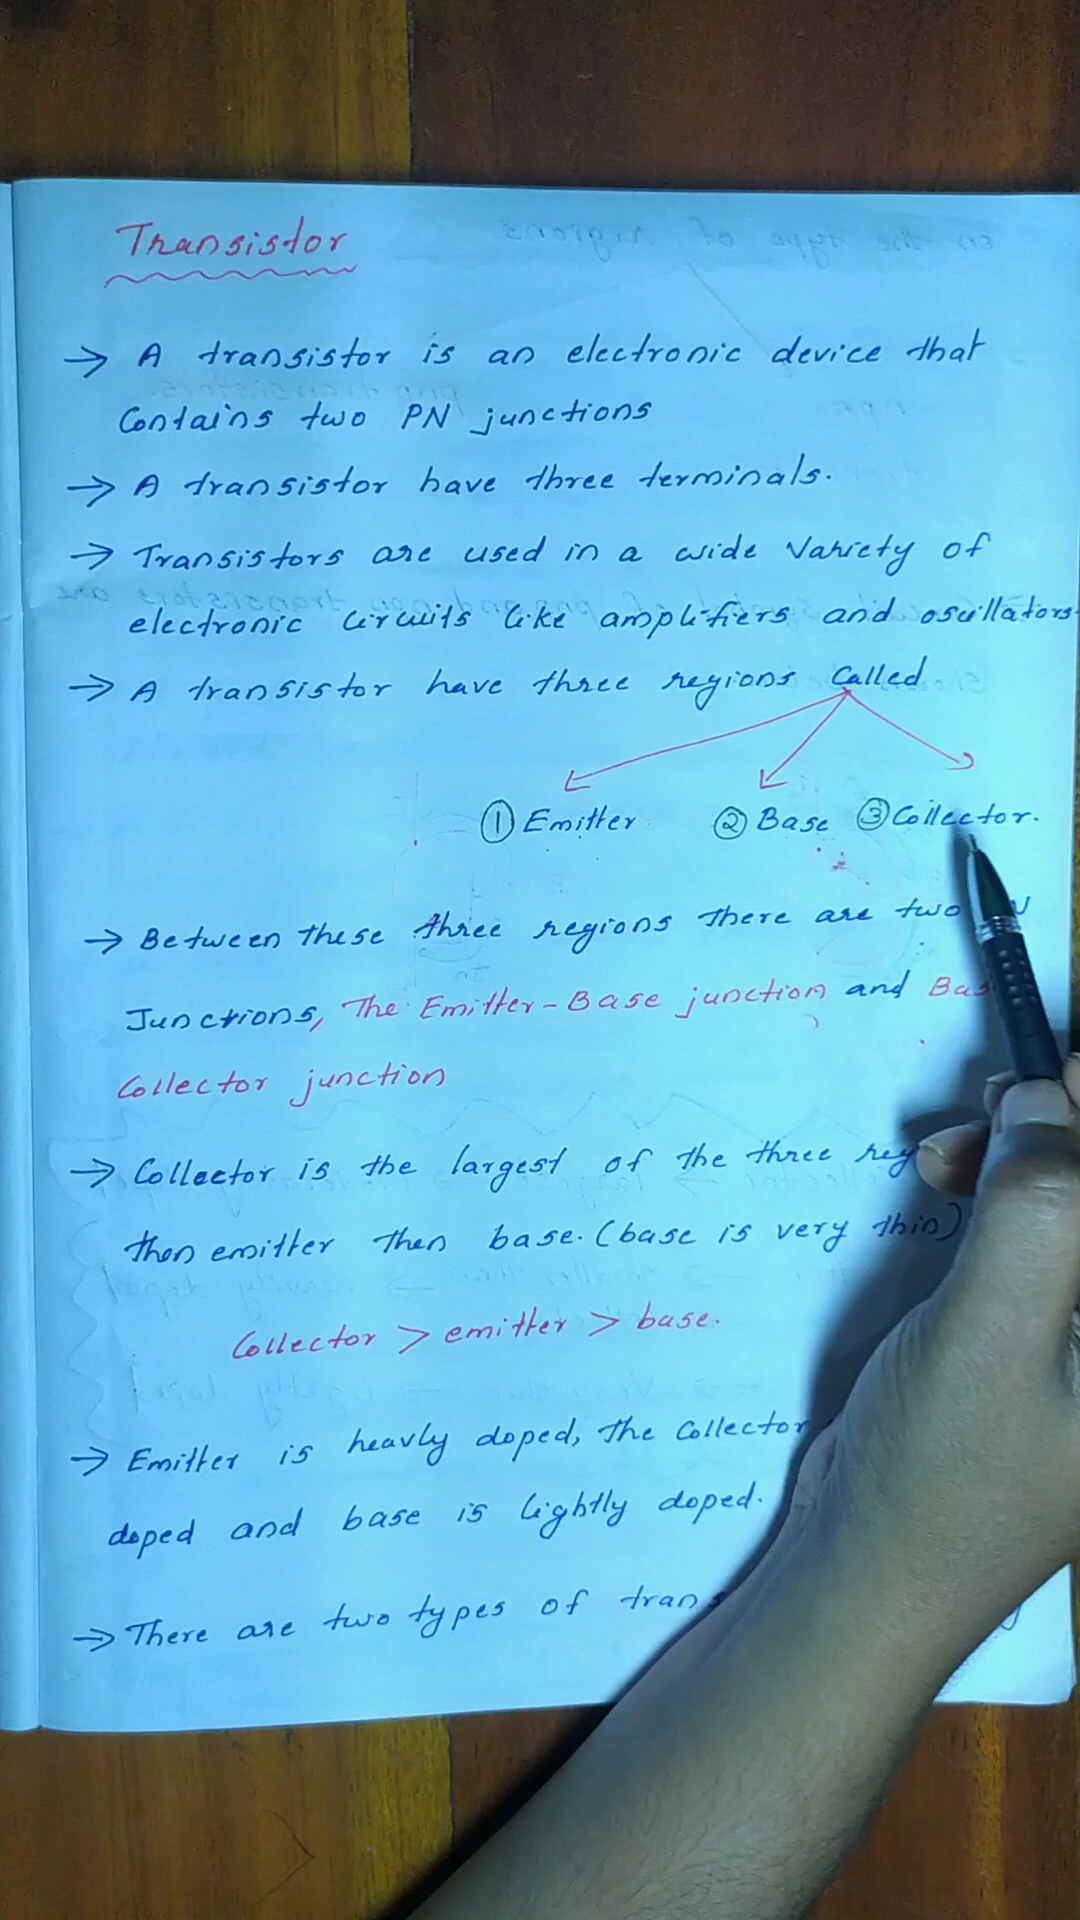 Transistor
→ A transistor is an electronic device that
Contains two PN junctions
→ A transistor have three terminals.
→ Transistors are used in a wide variety of
electronic circuits like amplifiers and oscillators.
→ A transistor have three regions Called
① Emitter ② Base ③ Collector.
→ Between these three regions there are two
Junctions, The Emitter-Base junction and
Collector junction
→ Collector is the largest of the three
then emitter then base. (base is very thin)
Collector > emitter > base.
→ Emitter is heavly doped, The Collector
doped and base is lightly doped.
→ There are two types of